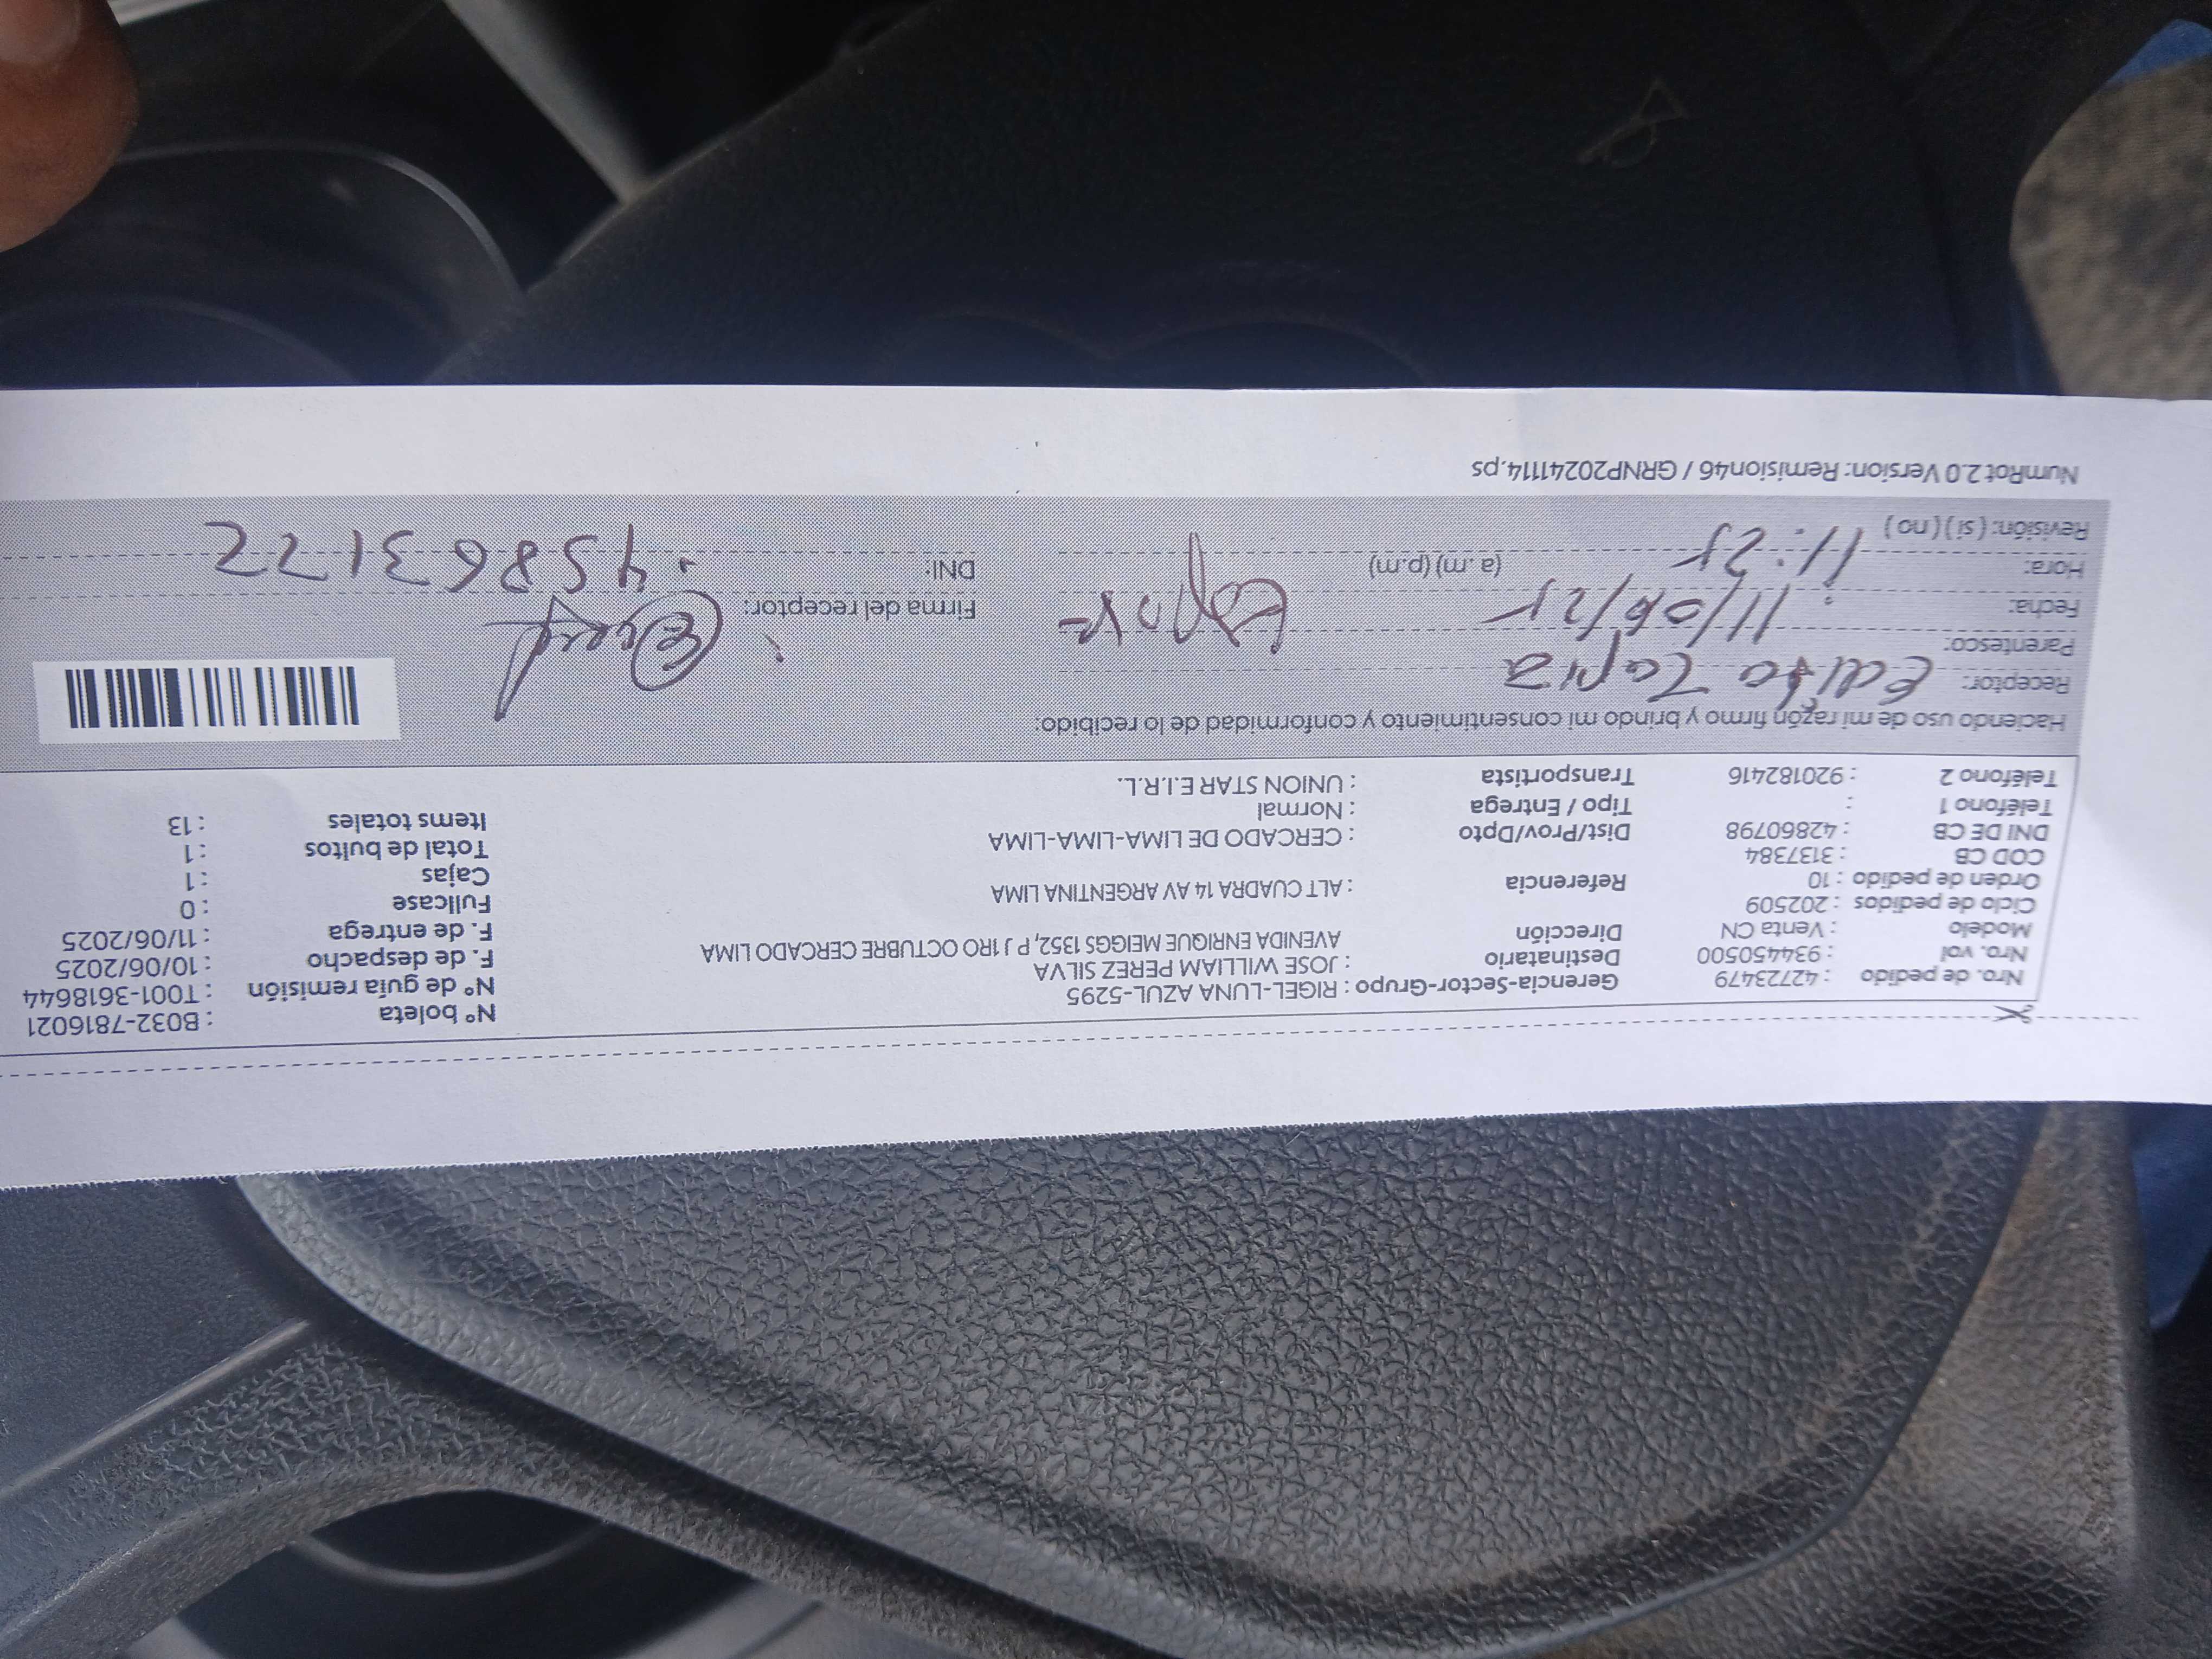 Nº boleta : B032-7816021
Nro. de pedido : 42723479 Gerencia-Sector-Grupo : RIGEL-LUNA AZUL-5295 Nº de guía remisión : T001-3618644
Nro. vol : 934450500 Destinatario : JOSE WILLIAM PEREZ SILVA F. de despacho : 10/06/2025
Modelo : Venta CN Dirección AVENIDA ENRIQUE MEIGGS 1352, P J 1RO OCTUBRE CERCADO LIMA F. de entrega : 11/06/2025
Ciclo de pedidos : 202509 Fullcase : 0
Orden de pedido : 10 Referencia : ALT CUADRA 14 AV ARGENTINA LIMA Cajas : 1
COD CB : 3137384 Total de bultos : 1
DNI DE CB : 42860798 Dist/Prov/Dpto : CERCADO DE LIMA-LIMA-LIMA Items totales : 13
Teléfono 1 : Tipo / Entrega : Normal
Teléfono 2 : 920182416 Transportista : UNION STAR E.I.R.L.
Haciendo uso de mi razón firmo y brindo mi consentimiento y conformidad de lo recibido:
Receptor: Edita Tapia
Parentesco:
Fecha: 11/06/25 Firma del receptor:
Hora: 11:25 (a.m) (p.m) DNI: 45863172
Revisión: (si) (no)
NumRot 2.0 Version: Remision46 / GRNP20241114.ps